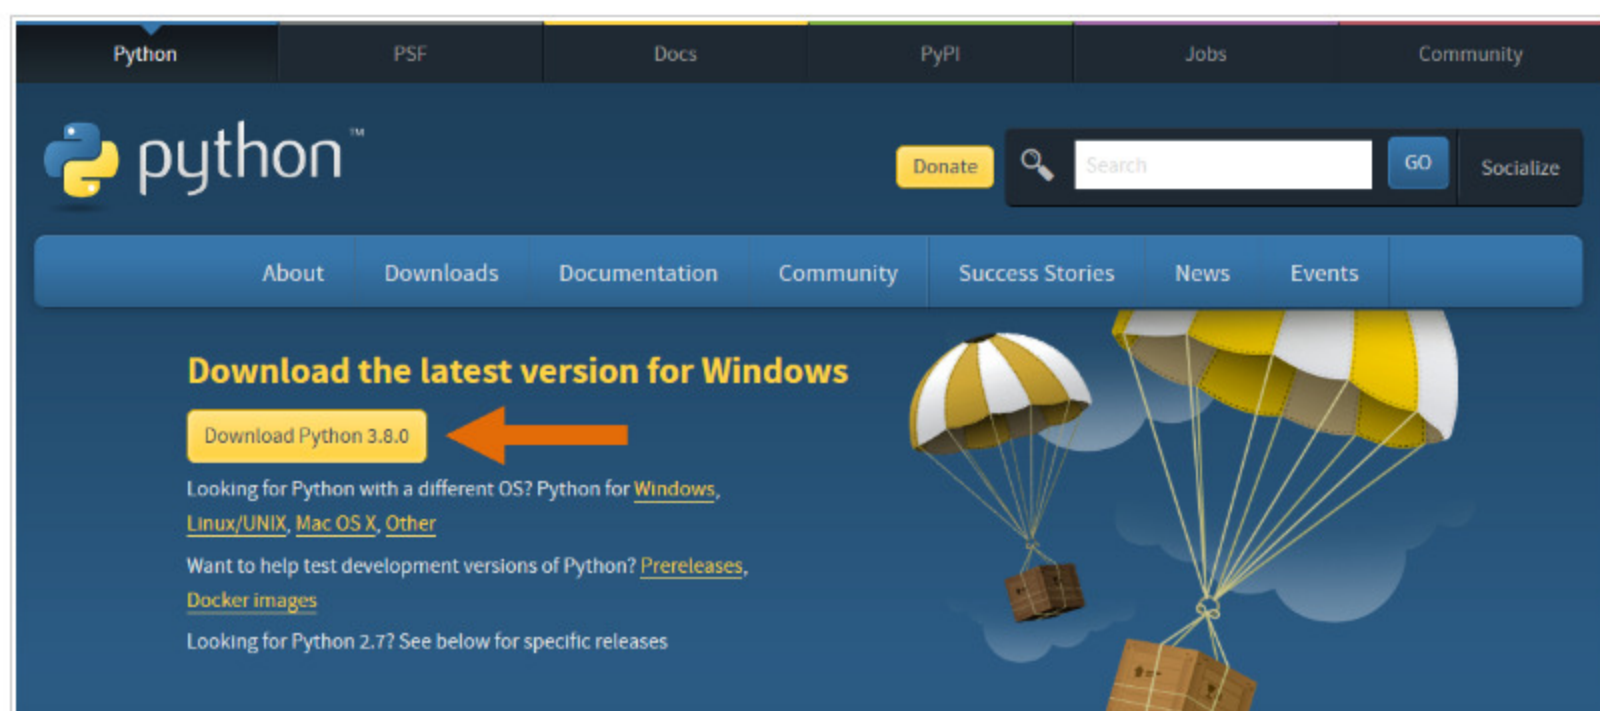 Python PSF Docs PyPI Jobs Community
python™
Donate Search GO Socialize
About Downloads Documentation Community Success Stories News Events
Download the latest version for Windows
Download Python 3.8.0
Looking for Python with a different OS? Python for Windows,
Linux/UNIX, Mac OS X, Other
Want to help test development versions of Python? Prereleases,
Docker images
Looking for Python 2.7? See below for specific releases